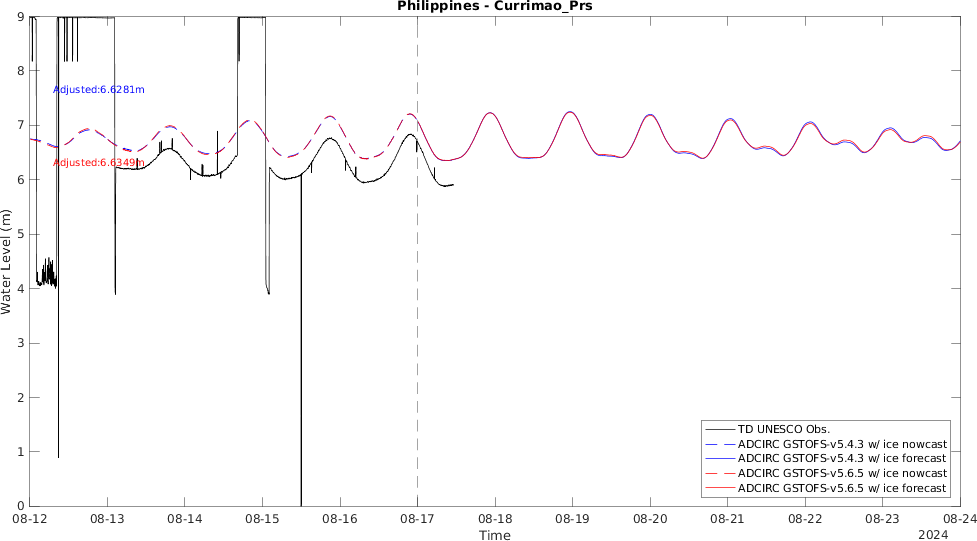 Philippines - Currimao_Prs
9
8
7
6
5
4
3
2
1
0
Water Level (m)
Adjusted:6.6281m
Adjusted:6.6349m
TD UNESCO Obs.
ADCIRC GSTOFS-v5.4.3 w/ ice nowcast
ADCIRC GSTOFS-v5.4.3 w/ ice forecast
ADCIRC GSTOFS-v5.6.5 w/ ice nowcast
ADCIRC GSTOFS-v5.6.5 w/ ice forecast
08-12 08-13 08-14 08-15 08-16 08-17 08-18 08-19 08-20 08-21 08-22 08-23 08-24
Time
2024